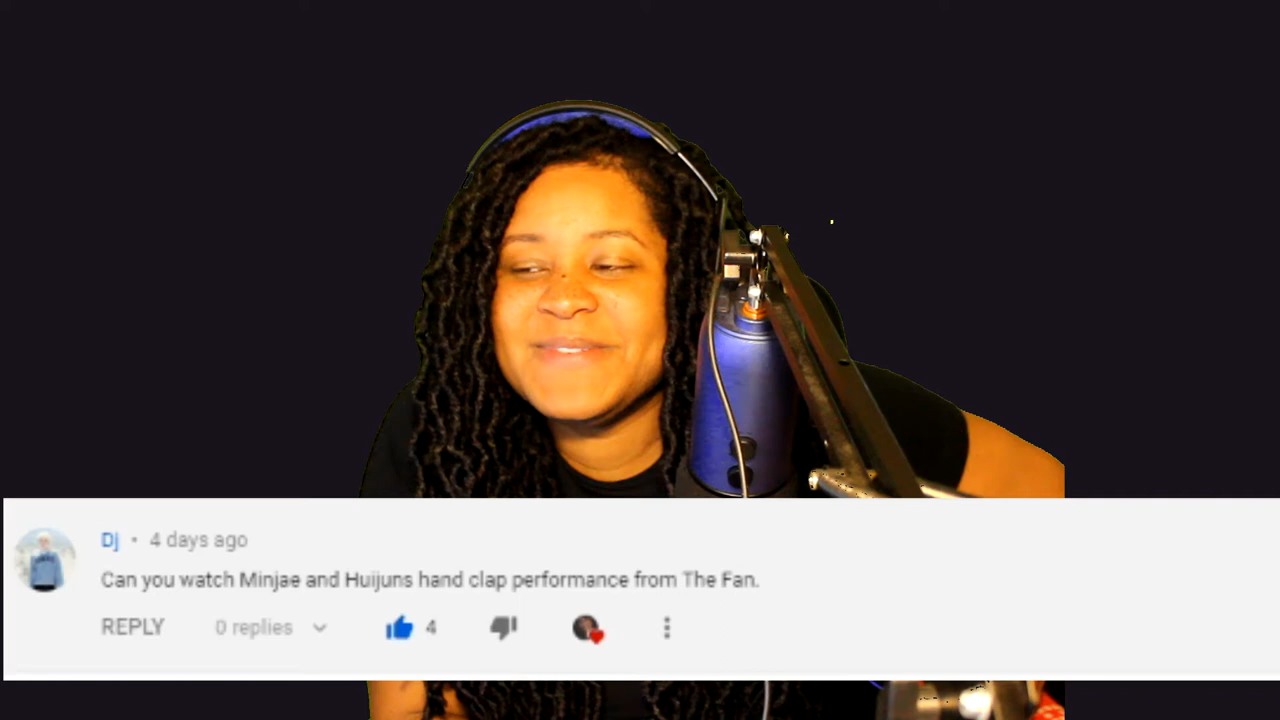 Dj • 4 days ago
Can you watch Minjae and Huijuns hand clap performance from The Fan.
REPLY 0 replies 4